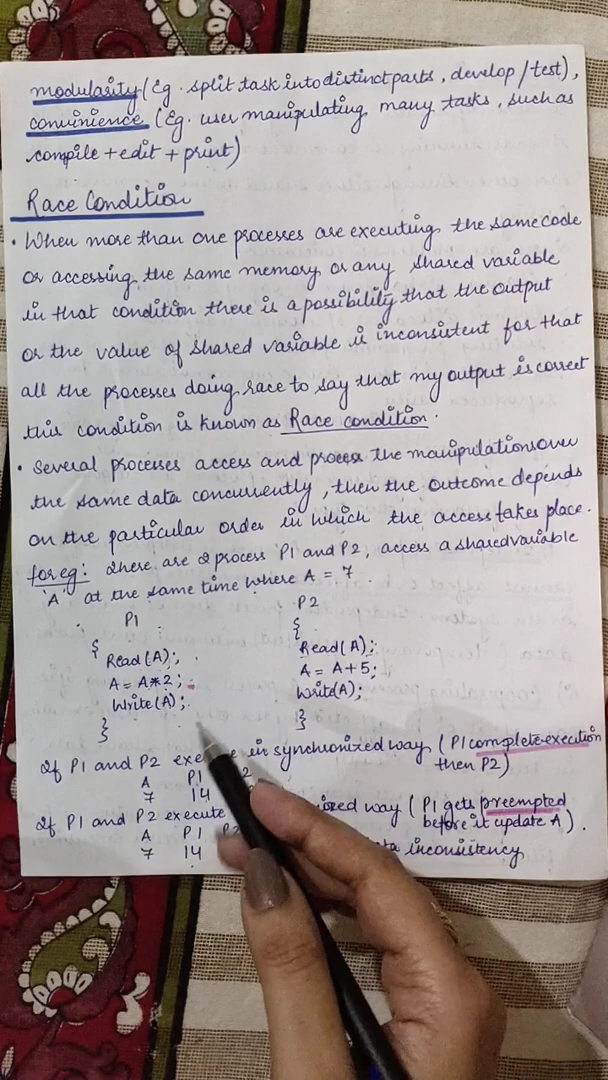 modularity (Eg. split task into distinct parts, develop/test),
convinience (Eg. user manipulating many tasks, such as
compile + edit + print)
Race Condition
• When more than one processes are executing the same code
or accessing the same memory or any shared variable
in that condition there is a possibility that the output
or the value of shared variable is inconsistent for that
all the processes doing race to say that my output is correct
this condition is known as Race condition.
• Several processes access and process the manipulations over
the same data concurrently, then the outcome depends
on the particular order in which the access takes place.
for eg: there are 2 process P1 and P2, access a shared variable
'A' at the same time where A = 7.
P1 P2
{ {
Read(A); Read(A);
A = A*2; A = A+5;
Write(A); Write(A);
} }
If P1 and P2 execute in synchronized way (P1 complete execution
then P2)
A P1 2
7 14
If P1 and P2 execute ized way (P1 gets preempted
before it update A).
A P1 P2
7 14 inconsistency